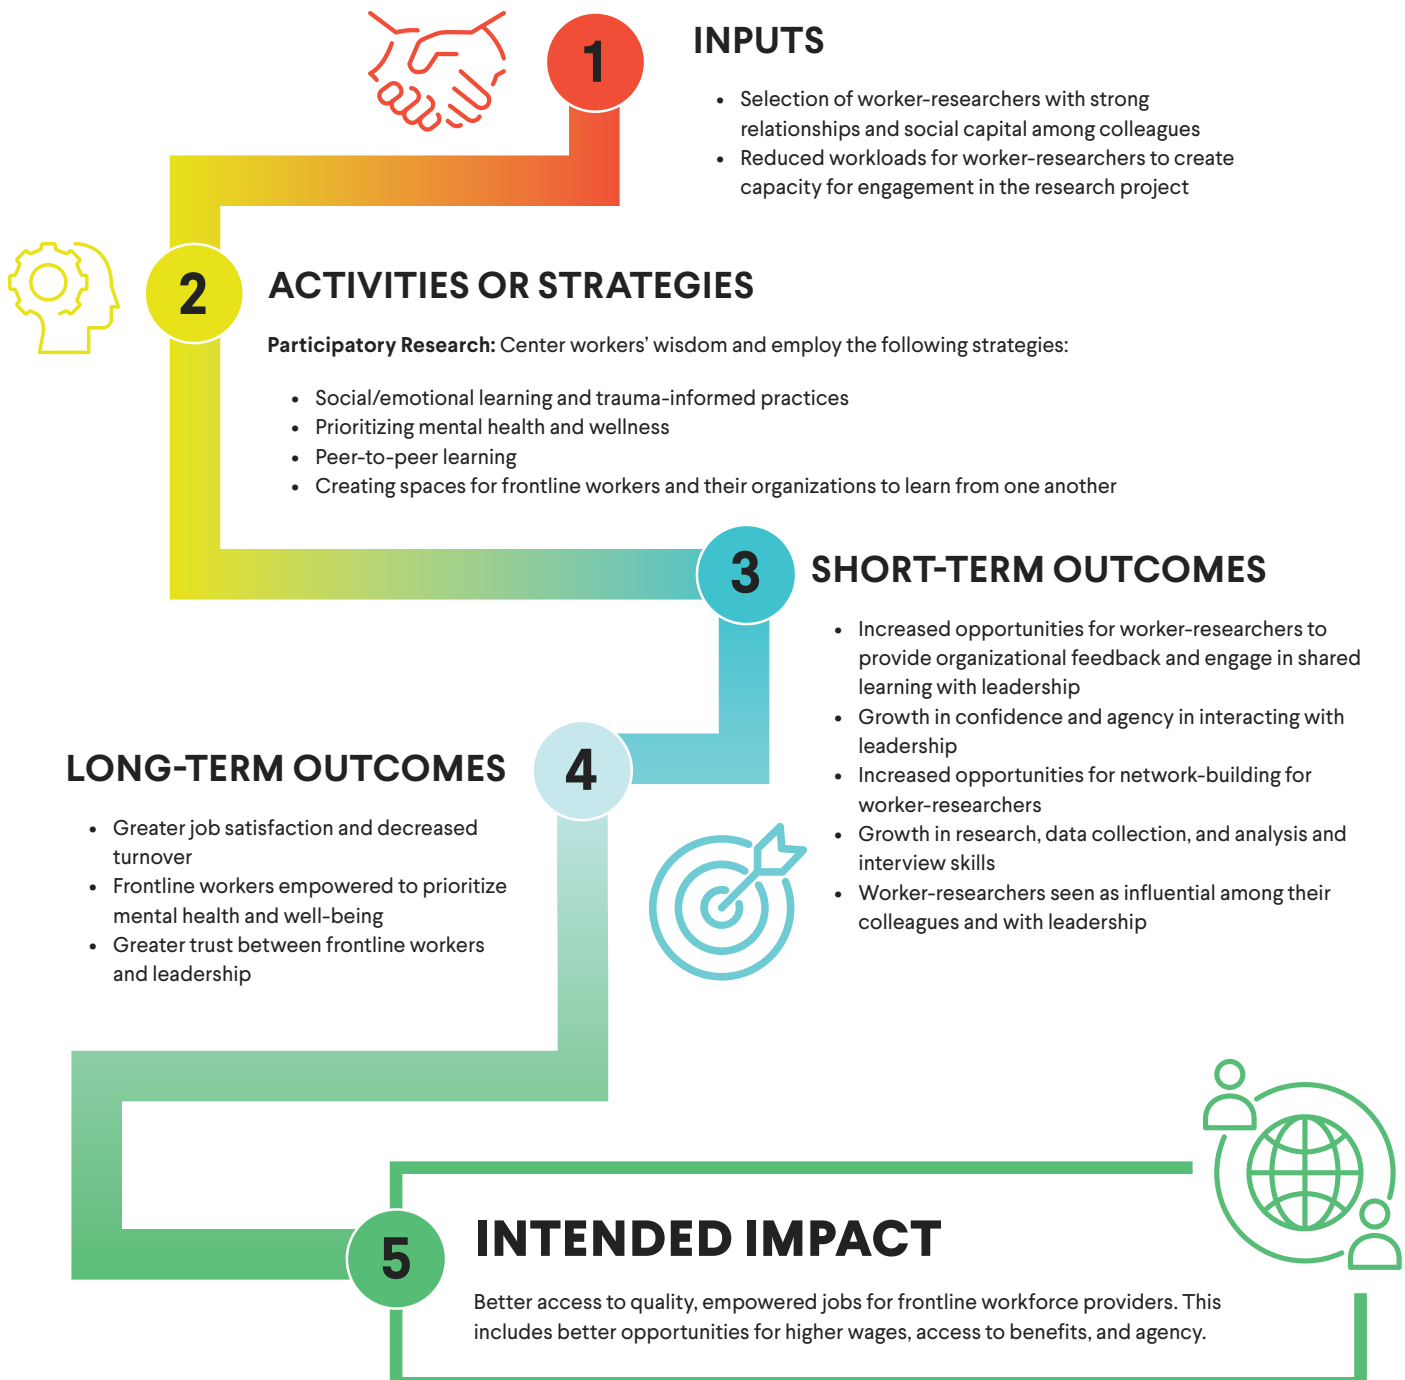 1
INPUTS
• Selection of worker-researchers with strong
relationships and social capital among colleagues
• Reduced workloads for worker-researchers to create
capacity for engagement in the research project
2
ACTIVITIES OR STRATEGIES
Participatory Research: Center workers’ wisdom and employ the following strategies:
• Social/emotional learning and trauma-informed practices
• Prioritizing mental health and wellness
• Peer-to-peer learning
• Creating spaces for frontline workers and their organizations to learn from one another
3
SHORT-TERM OUTCOMES
• Increased opportunities for worker-researchers to
provide organizational feedback and engage in shared
learning with leadership
• Growth in confidence and agency in interacting with
leadership
• Increased opportunities for network-building for
worker-researchers
• Growth in research, data collection, and analysis and
interview skills
• Worker-researchers seen as influential among their
colleagues and with leadership
4
LONG-TERM OUTCOMES
• Greater job satisfaction and decreased
turnover
• Frontline workers empowered to prioritize
mental health and well-being
• Greater trust between frontline workers
and leadership
5
INTENDED IMPACT
Better access to quality, empowered jobs for frontline workforce providers. This
includes better opportunities for higher wages, access to benefits, and agency.